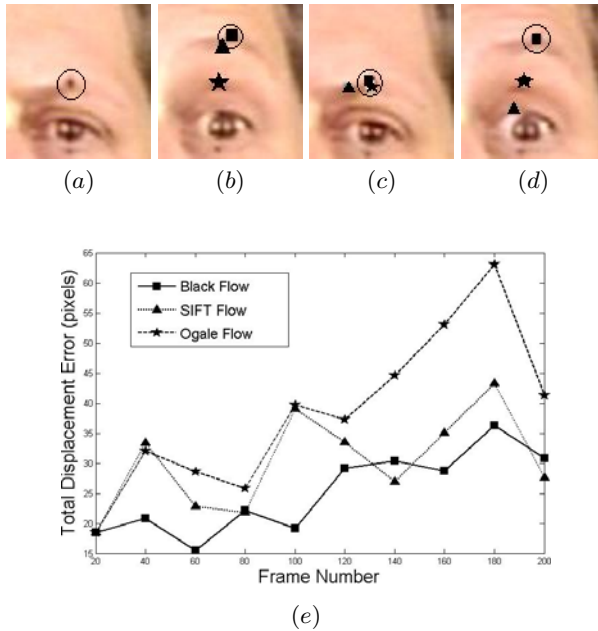 (a) (b) (c) (d)
Total Displacement Error (pixels)
65
60
55
50
45
40
35
30
25
20
15
Black Flow
SIFT Flow
Ogale Flow
20 40 60 80 100 120 140 160 180 200
Frame Number
(e)